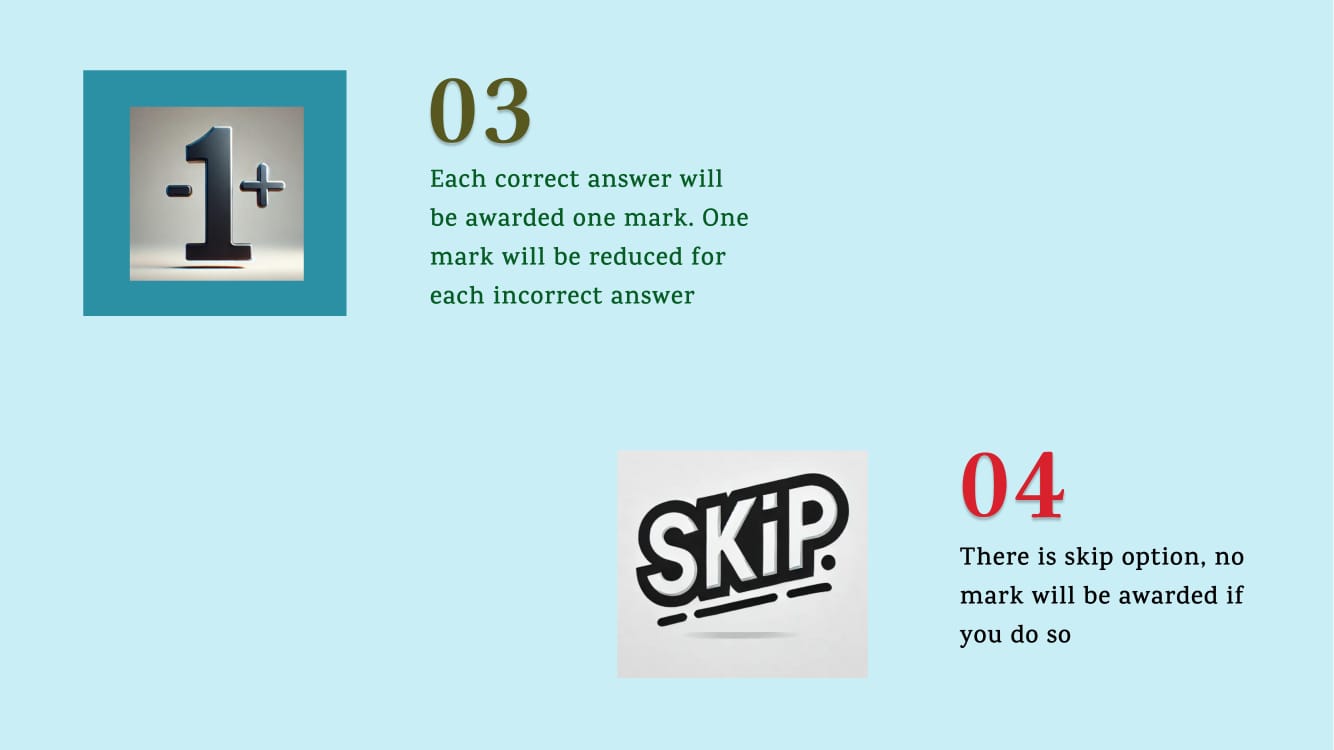 -1+
03
Each correct answer will
be awarded one mark. One
mark will be reduced for
each incorrect answer
SKiP.
04
There is skip option, no
mark will be awarded if
you do so